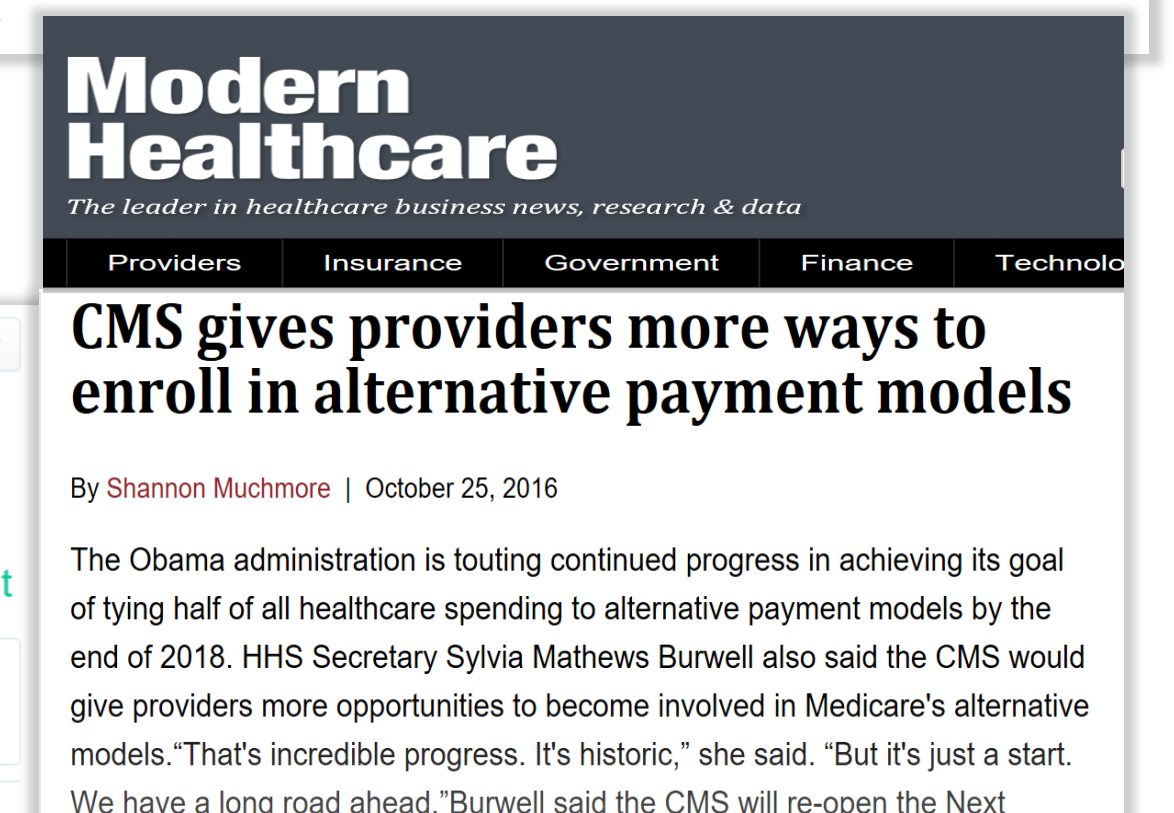 Modern
Healthcare
The leader in healthcare business news, research & data
Providers Insurance Government Finance Technolo
CMS gives providers more ways to
enroll in alternative payment models
By Shannon Muchmore | October 25, 2016
The Obama administration is touting continued progress in achieving its goal
of tying half of all healthcare spending to alternative payment models by the
t
end of 2018. HHS Secretary Sylvia Mathews Burwell also said the CMS would
give providers more opportunities to become involved in Medicare's alternative
models.“That's incredible progress. It's historic,” she said. “But it's just a start.
We have a long road ahead.”Burwell said the CMS will re-open the Next